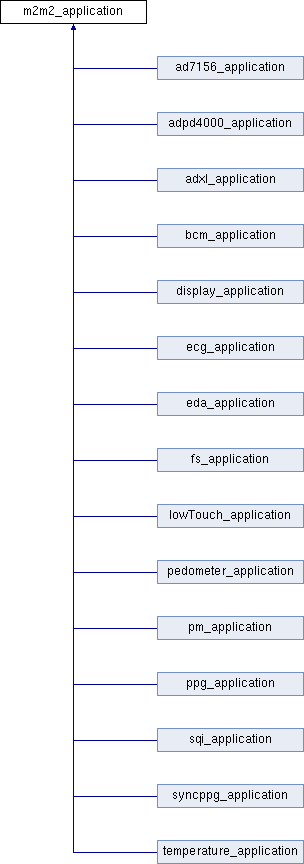 m2m2_application
ad7156_application
adpd4000_application
adxl_application
bcm_application
display_application
ecg_application
eda_application
fs_application
lowTouch_application
pedometer_application
pm_application
ppg_application
sqi_application
syncppg_application
temperature_application